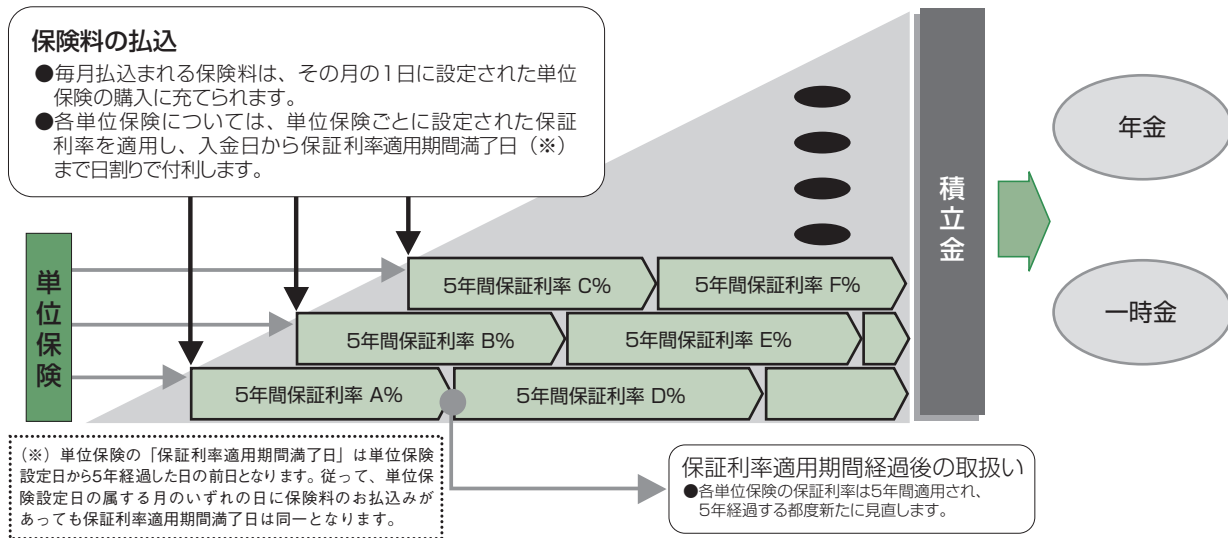 保険料の払込
●毎月払込まれる保険料は、その月の1日に設定された単位
保険の購入に充てられます。
●各単位保険については、単位保険ごとに設定された保証
利率を適用し、入金日から保証利率適用期間満了日（※）
まで日割りで付利します。
単位保険
5年間保証利率 C%
5年間保証利率 F%
5年間保証利率 B%
5年間保証利率 E%
5年間保証利率 A%
5年間保証利率 D%
積立金
年金
一時金
（※）単位保険の「保証利率適用期間満了日」は単位保険
設定日から5年経過した日の前日となります。従って、単位保
険設定日の属する月のいずれの日に保険料のお払込みが
あっても保証利率適用期間満了日は同一となります。
保証利率適用期間経過後の取扱い
●各単位保険の保証利率は5年間適用され、
5年経過する都度新たに見直します。